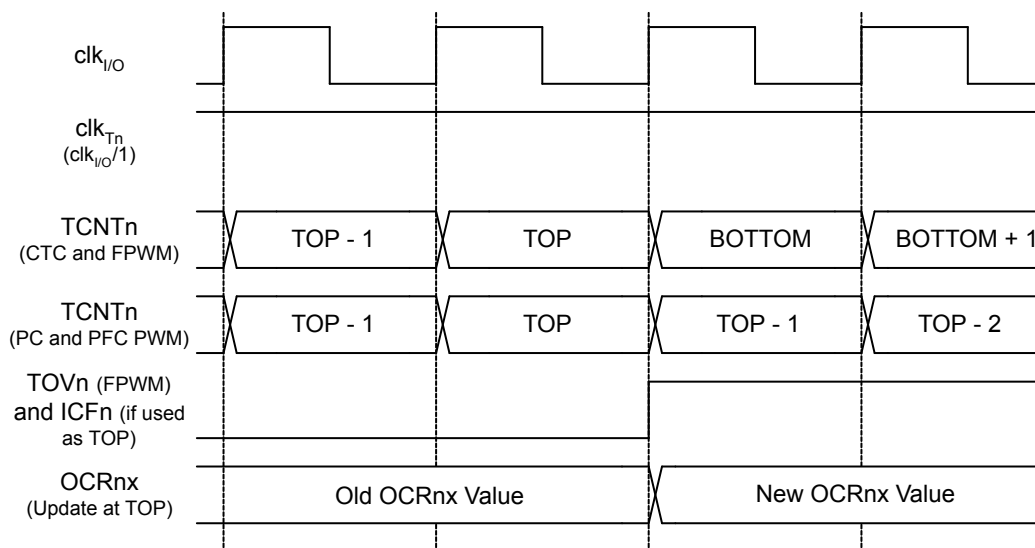 clkI/O
clkTn
(clkI/O/1)
TCNTn
(CTC and FPWM)
TOP - 1 TOP BOTTOM BOTTOM + 1
TCNTn
(PC and PFC PWM)
TOP - 1 TOP TOP - 1 TOP - 2
TOVn (FPWM)
and ICFn (if used
as TOP)
OCRnx
(Update at TOP)
Old OCRnx Value New OCRnx Value